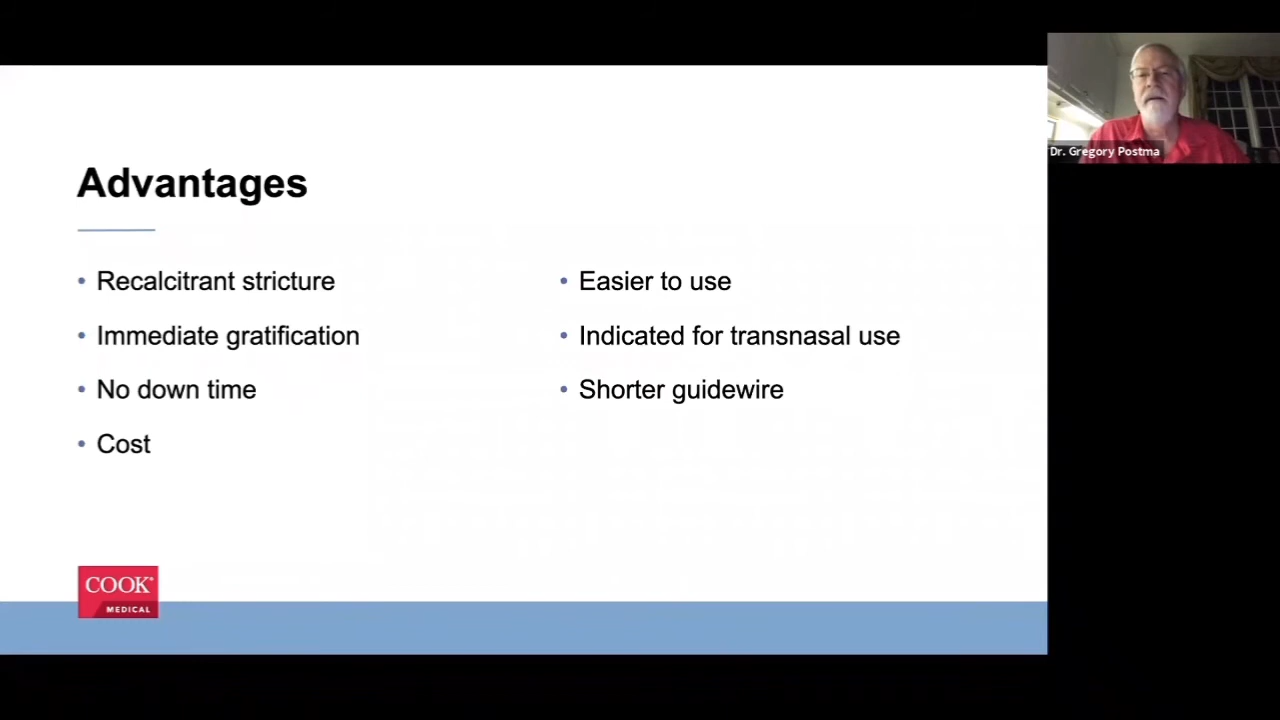 Advantages
• Recalcitrant stricture
• Immediate gratification
• No down time
• Cost
• Easier to use
• Indicated for transnasal use
• Shorter guidewire
COOK®
MEDICAL
Dr. Gregory Postma